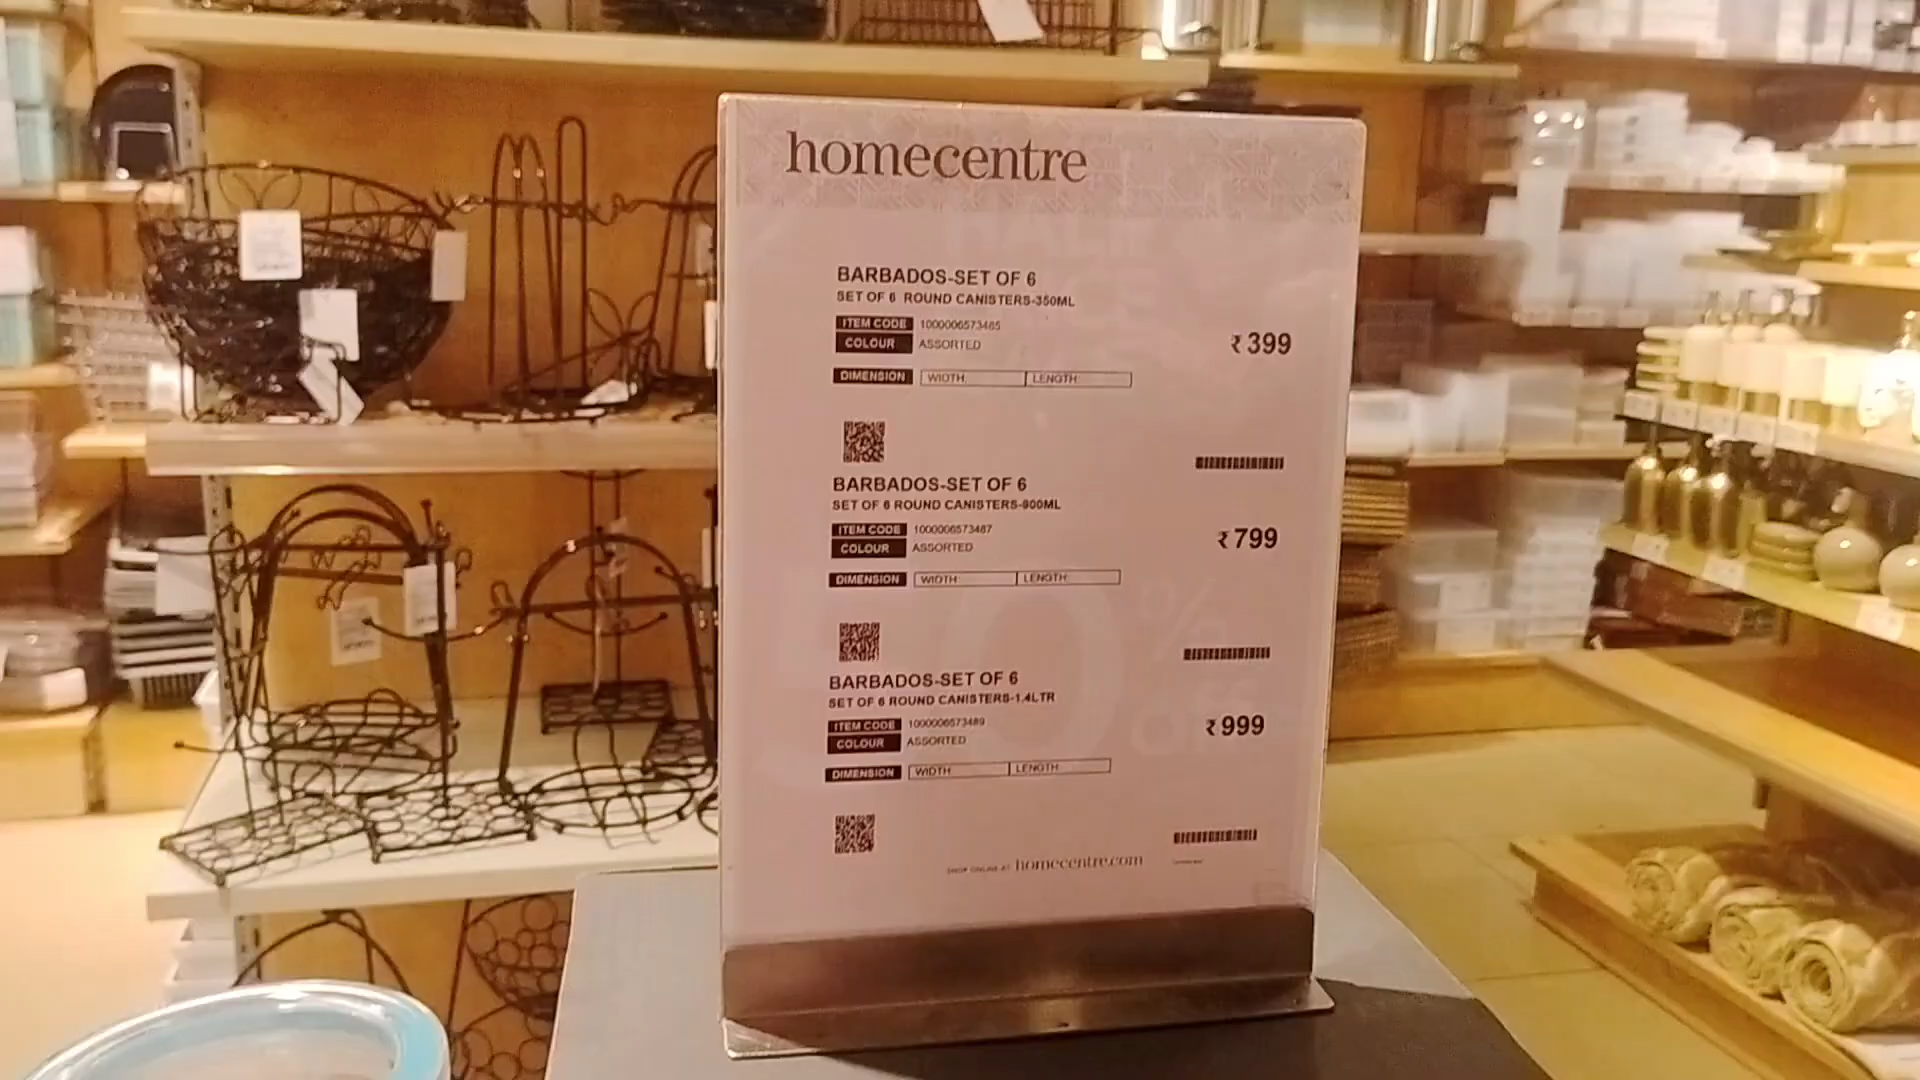 homecentre
BARBADOS-SET OF 6
SET OF 6 ROUND CANISTERS-350ML
ITEM CODE 1000006573485
COLOUR ASSORTED
₹399
DIMENSION WIDTH: LENGTH:
BARBADOS-SET OF 6
SET OF 6 ROUND CANISTERS-900ML
ITEM CODE 1000006573487
COLOUR ASSORTED
₹799
DIMENSION WIDTH: LENGTH:
BARBADOS-SET OF 6
SET OF 6 ROUND CANISTERS-1.4LTR
ITEM CODE 1000006573489
COLOUR ASSORTED
₹999
DIMENSION WIDTH: LENGTH:
SHOP ONLINE AT homecentre.com